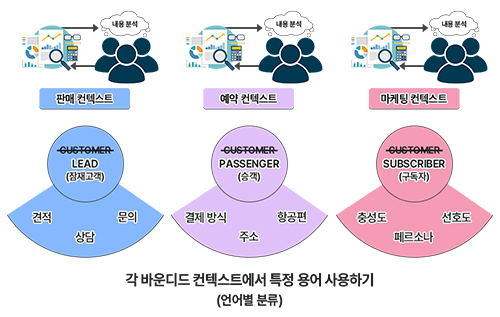 내용 분석
내용 분석
내용 분석
판매 컨텍스트
예약 컨텍스트
마케팅 컨텍스트
CUSTOMER
LEAD
(잠재고객)
견적
문의
상담
CUSTOMER
PASSENGER
(승객)
결제 방식
항공편
주소
CUSTOMER
SUBSCRIBER
(구독자)
충성도
선호도
페르소나
각 바운디드 컨텍스트에서 특정 용어 사용하기
(언어별 분류)